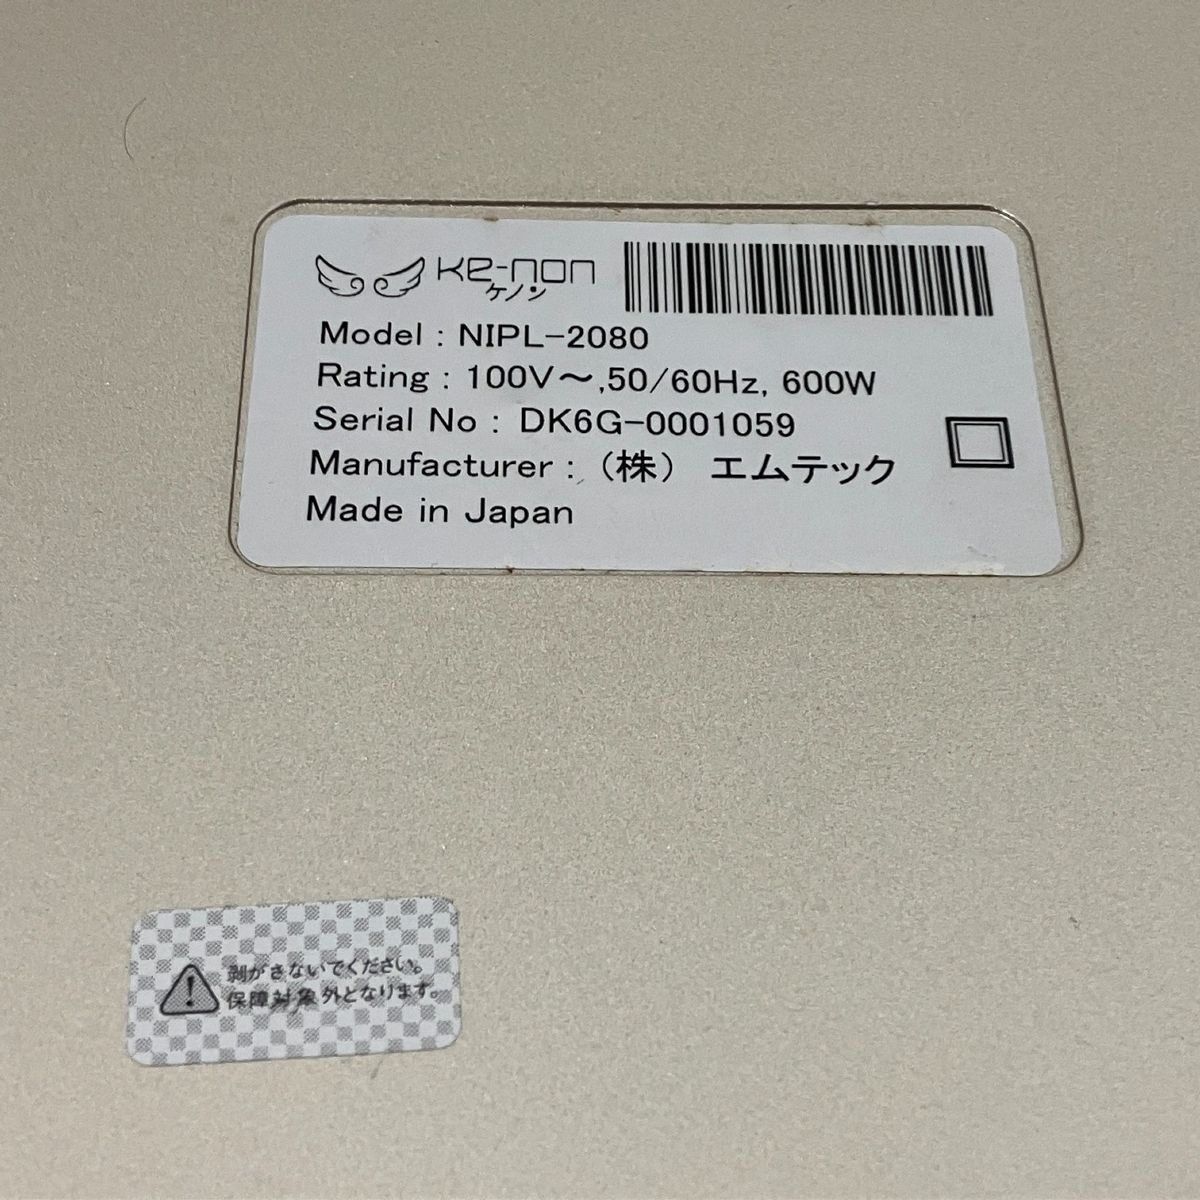 Ke-non
ケノン
Model : NIPL-2080
Rating : 100V～,50/60Hz, 600W
Serial No : DK6G-0001059
Manufacturer : （株） エムテック
Made in Japan
剥がさないでください。
保障対象外となります。